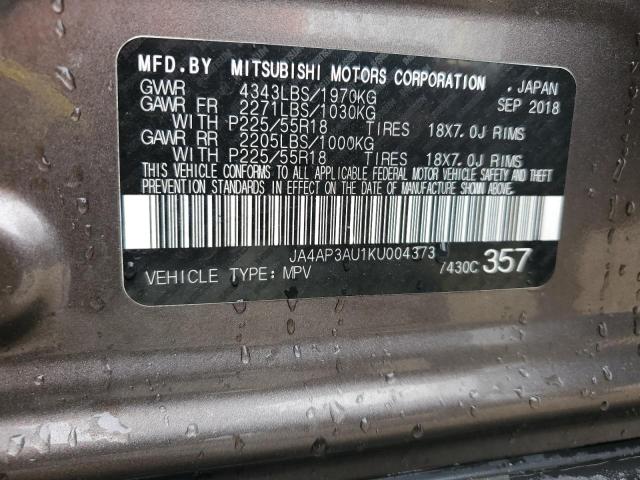 MFD.BY MITSUBISHI MOTORS CORPORATION , JAPAN
GVWR 4343LBS/1970KG SEP 2018
GAWR FR 2271LBS/1030KG
WITH P225/55R18 TIRES 18X7.0J RIMS
GAWR RR 2205LBS/1000KG
WITH P225/55R18 TIRES 18X7.0J RIMS
THIS VEHICLE CONFORMS TO ALL APPLICABLE FEDERAL MOTOR VEHICLE SAFETY AND THEFT
PREVENTION STANDARDS IN EFFECT ON THE DATE OF MANUFACTURE SHOWN ABOVE.
JA4AP3AU1KU004373
VEHICLE TYPE: MPV /430C 357